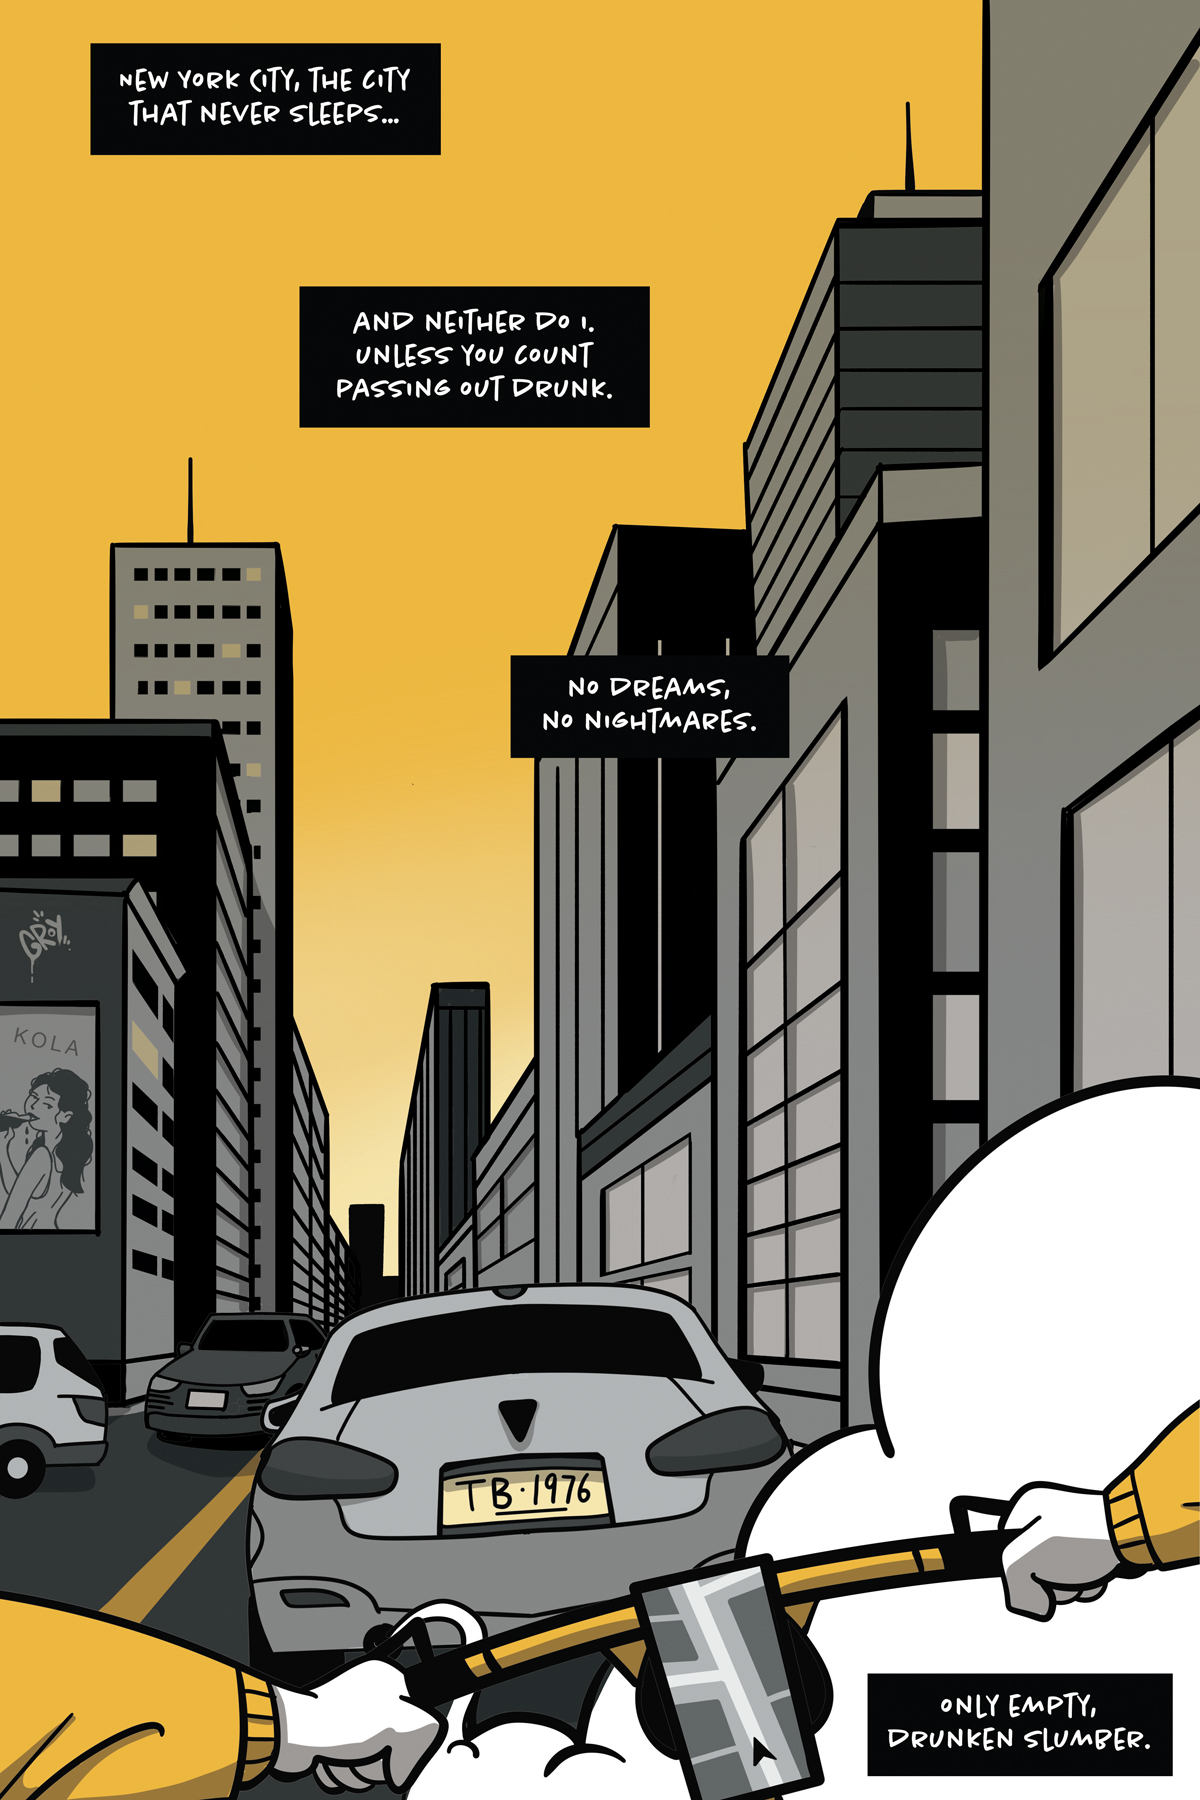 NEW YORK CITY, THE CITY
THAT NEVER SLEEPS...
AND NEITHER DO I.
UNLESS YOU COUNT
PASSING OUT DRUNK.
NO DREAMS,
NO NIGHTMARES.
GROY
KOLA
TB·1976
ONLY EMPTY,
DRUNKEN SLUMBER.